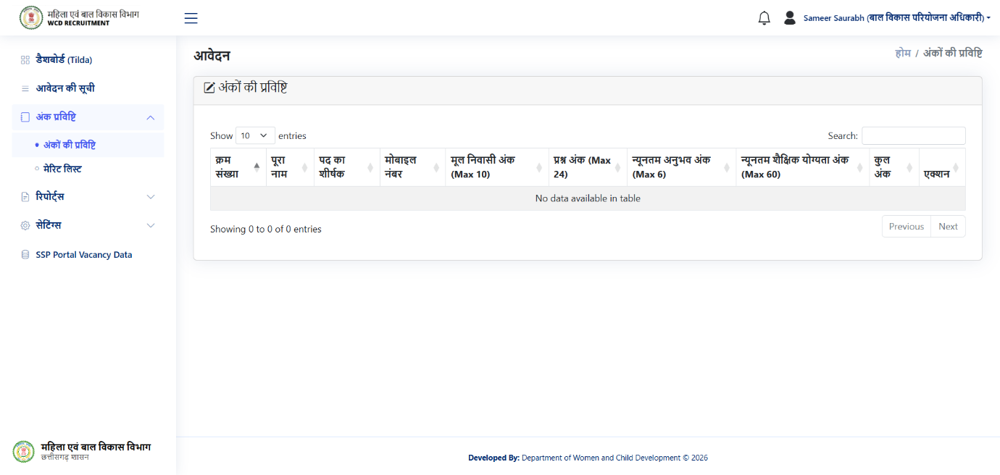 महिला एवं बाल विकास विभाग
WCD RECRUITMENT
Sameer Saurabh (बाल विकास परियोजना अधिकारी)
डैशबोर्ड (Tilda)
आवेदन की सूची
अंक प्रविष्टि
अंकों की प्रविष्टि
मेरिट लिस्ट
रिपोर्ट्स
सेटिंग्स
SSP Portal Vacancy Data
महिला एवं बाल विकास विभाग
छत्तीसगढ़ शासन
आवेदन
होम / अंकों की प्रविष्टि
अंकों की प्रविष्टि
Show 10 entries
Search:
क्रम संख्या
पूरा नाम
पद का शीर्षक
मोबाइल नंबर
मूल निवासी अंक (Max 10)
प्रश्न अंक (Max 24)
न्यूनतम अनुभव अंक (Max 6)
न्यूनतम शैक्षिक योग्यता अंक (Max 60)
कुल अंक
एक्शन
No data available in table
Showing 0 to 0 of 0 entries
Previous Next
Developed By: Department of Women and Child Development © 2026